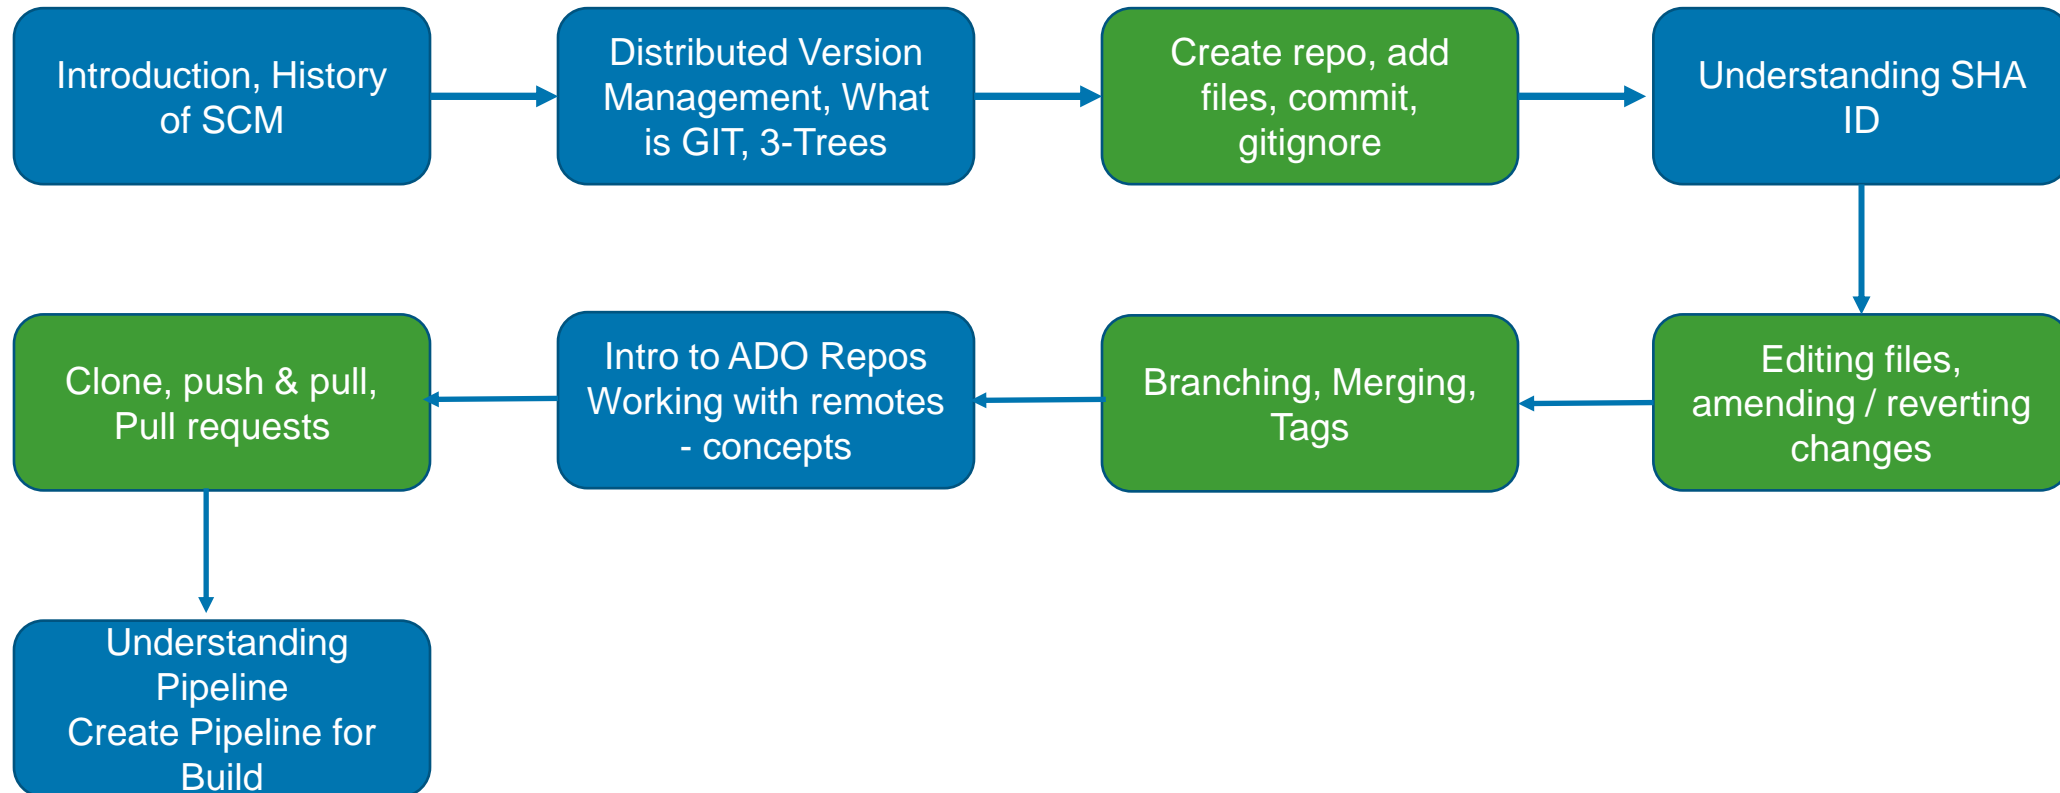 Introduction, History
of SCM
Distributed Version
Management, What
is GIT, 3-Trees
Create repo, add
files, commit,
gitignore
Understanding SHA
ID
Clone, push & pull,
Pull requests
Intro to ADO Repos
Working with remotes
- concepts
Branching, Merging,
Tags
Editing files,
amending / reverting
changes
Understanding
Pipeline
Create Pipeline for
Build